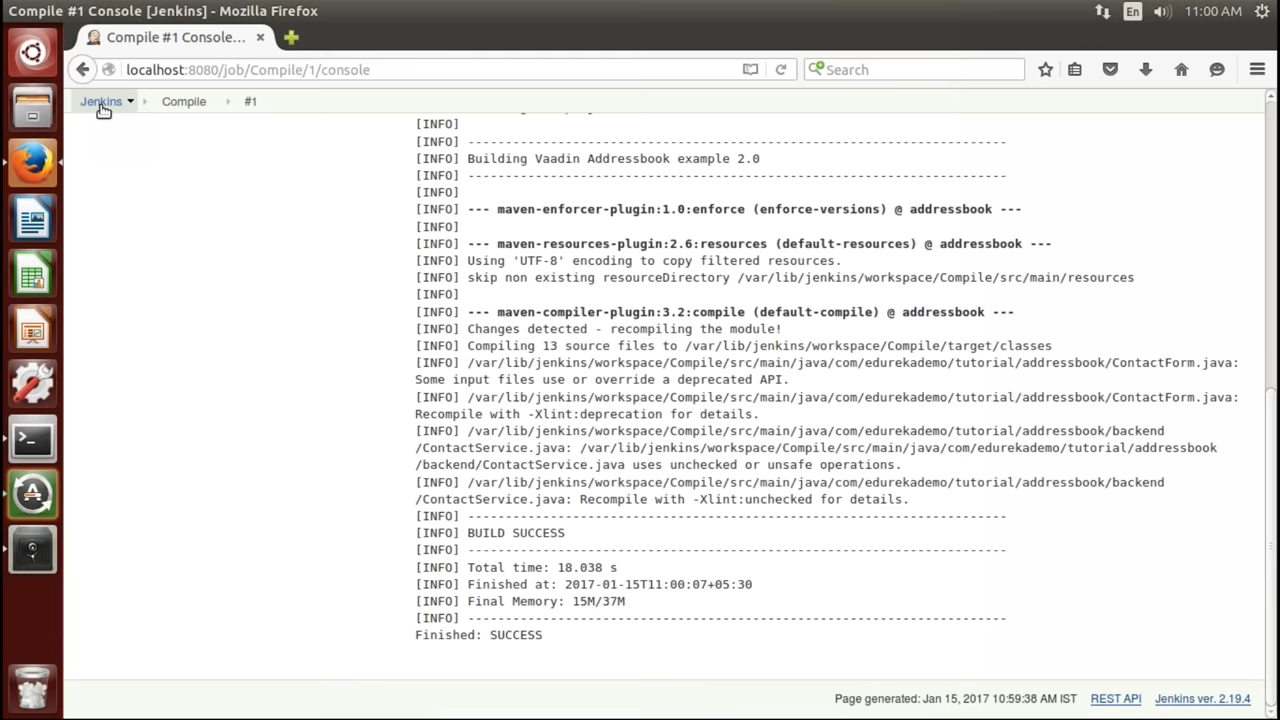 Compile #1 Console [Jenkins] - Mozilla Firefox
En
11:00 AM
Compile #1 Console...
localhost:8080/job/Compile/1/console
Search
Jenkins
Compile
#1
[INFO]
[INFO] ------------------------------------------------------------------------
[INFO] Building Vaadin Addressbook example 2.0
[INFO] ------------------------------------------------------------------------
[INFO]
[INFO] --- maven-enforcer-plugin:1.0:enforce (enforce-versions) @ addressbook ---
[INFO]
[INFO] --- maven-resources-plugin:2.6:resources (default-resources) @ addressbook ---
[INFO] Using 'UTF-8' encoding to copy filtered resources.
[INFO] skip non existing resourceDirectory /var/lib/jenkins/workspace/Compile/src/main/resources
[INFO]
[INFO] --- maven-compiler-plugin:3.2:compile (default-compile) @ addressbook ---
[INFO] Changes detected - recompiling the module!
[INFO] Compiling 13 source files to /var/lib/jenkins/workspace/Compile/target/classes
[INFO] /var/lib/jenkins/workspace/Compile/src/main/java/com/edurekademo/tutorial/addressbook/ContactForm.java:
Some input files use or override a deprecated API.
[INFO] /var/lib/jenkins/workspace/Compile/src/main/java/com/edurekademo/tutorial/addressbook/ContactForm.java:
Recompile with -Xlint:deprecation for details.
[INFO] /var/lib/jenkins/workspace/Compile/src/main/java/com/edurekademo/tutorial/addressbook/backend
/ContactService.java: /var/lib/jenkins/workspace/Compile/src/main/java/com/edurekademo/tutorial/addressbook
/backend/ContactService.java uses unchecked or unsafe operations.
[INFO] /var/lib/jenkins/workspace/Compile/src/main/java/com/edurekademo/tutorial/addressbook/backend
/ContactService.java: Recompile with -Xlint:unchecked for details.
[INFO] ------------------------------------------------------------------------
[INFO] BUILD SUCCESS
[INFO] ------------------------------------------------------------------------
[INFO] Total time: 18.038 s
[INFO] Finished at: 2017-01-15T11:00:07+05:30
[INFO] Final Memory: 15M/37M
[INFO] ------------------------------------------------------------------------
Finished: SUCCESS
Page generated: Jan 15, 2017 10:59:38 AM IST
REST API
Jenkins ver. 2.19.4